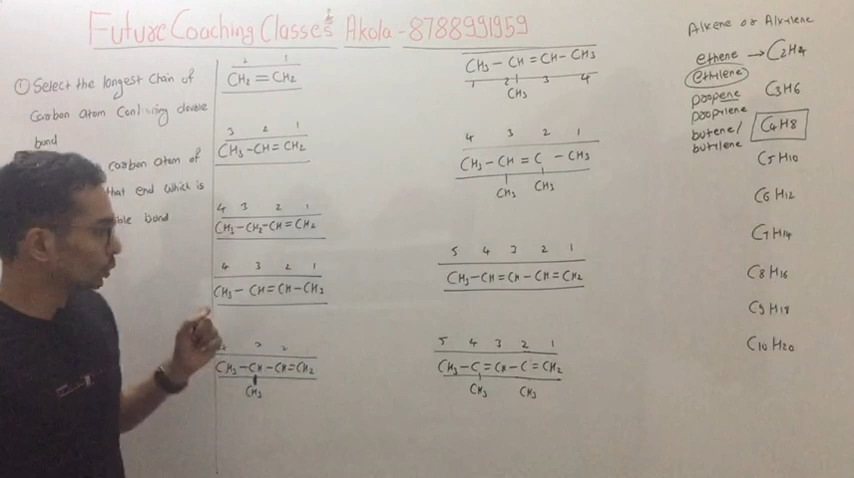 Future Coaching Classes Akola - 8788991959
① Select the longest chain of
Carbon atom Contining double
bond
carbon atom of
that end which is
ible bond
2 1
CH2 = CH2
3 2 1
CH3 - CH = CH2
4 3 2 1
CH3 - CH2 - CH = CH2
4 3 2 1
CH3 - CH = CH - CH3
3 2
CH3 - CH - CH = CH2
CH3
CH3 - CH = CH - CH3
1 2 3 4
CH3
4 3 2 1
CH3 - CH = C - CH3
CH3 CH3
5 4 3 2 1
CH3 - CH = CH - CH = CH2
5 4 3 2 1
CH3 - C = CH - C = CH2
CH3 CH3
Alkene or Alkylene
ethene → C2H4
ethylene
propene C3H6
propylene
butene/ C4H8
butylene
C5H10
C6H12
C7H14
C8H16
C9H18
C10H20